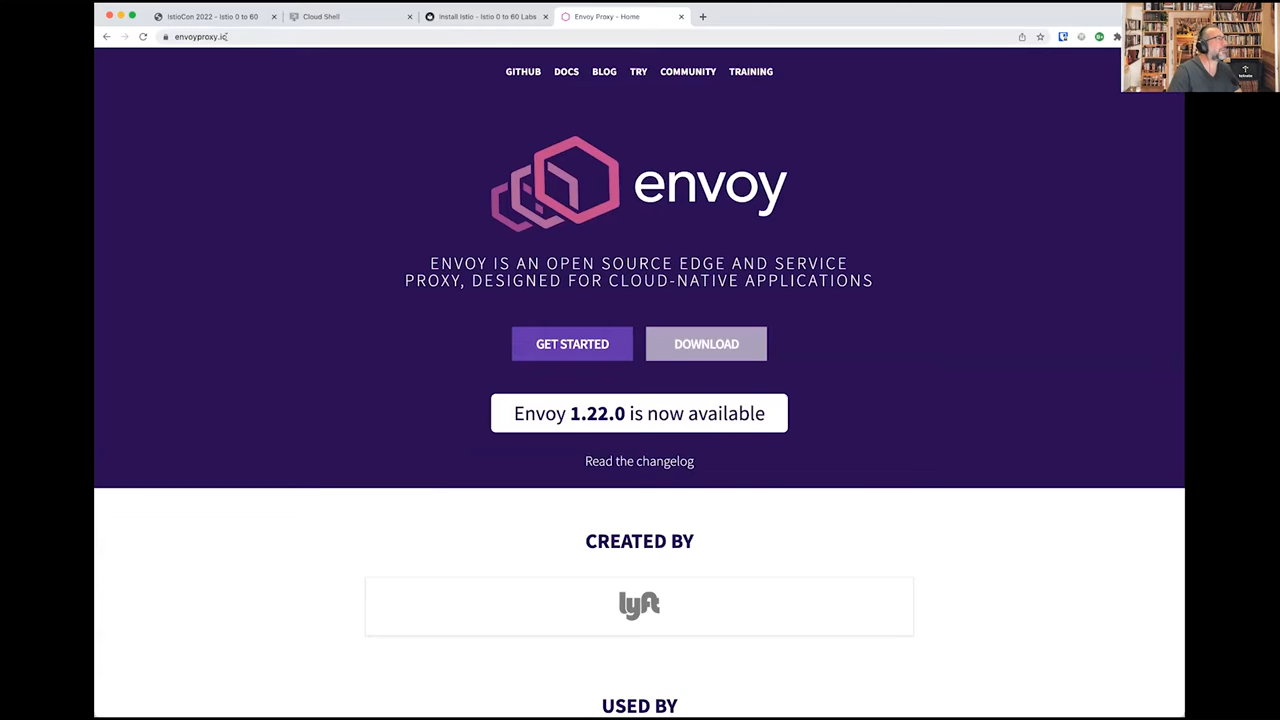 IstioCon 2022 - Istio 0 to 60
Cloud Shell
Install Istio - Istio 0 to 60 Labs
Envoy Proxy - Home
envoyproxy.io
GITHUB DOCS BLOG TRY COMMUNITY TRAINING
envoy
ENVOY IS AN OPEN SOURCE EDGE AND SERVICE
PROXY, DESIGNED FOR CLOUD-NATIVE APPLICATIONS
GET STARTED DOWNLOAD
Envoy 1.22.0 is now available
Read the changelog
CREATED BY
lyft
USED BY